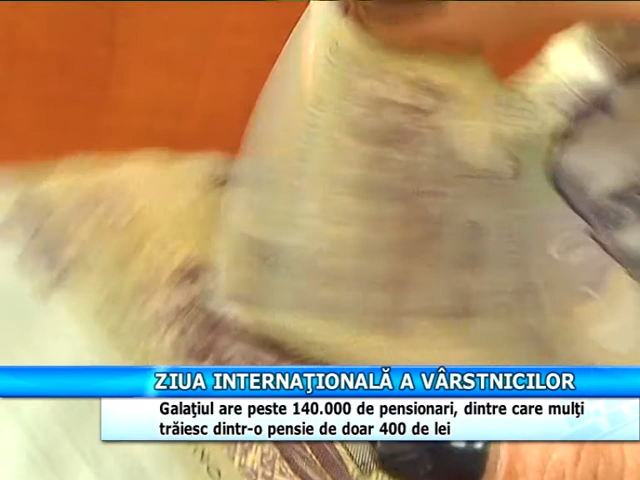 ZIUA INTERNAŢIONALĂ A VÂRSTNICILOR
Galaţiul are peste 140.000 de pensionari, dintre care mulţi
trăiesc dintr-o pensie de doar 400 de lei